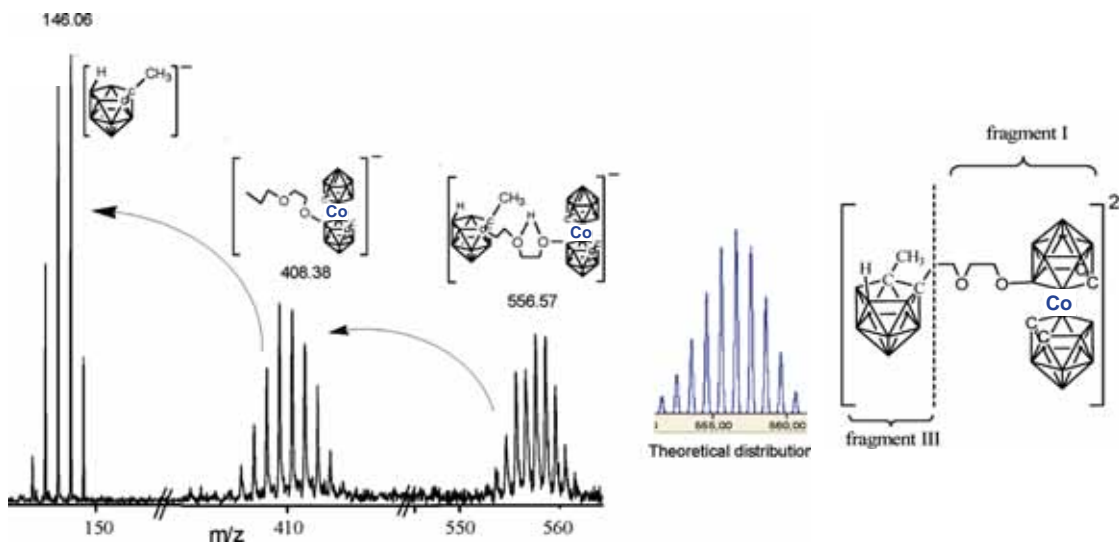 146.06
H
CH₃
C
C
−
−
O
O
Co
408.38
−
H
CH₃
C
H
O
O
Co
556.57
150
410
550
560
m/z
555,00
560,00
Theoretical distribution
fragment I
2
CH₃
H
C
C
O
O
C
Co
C
C
fragment III